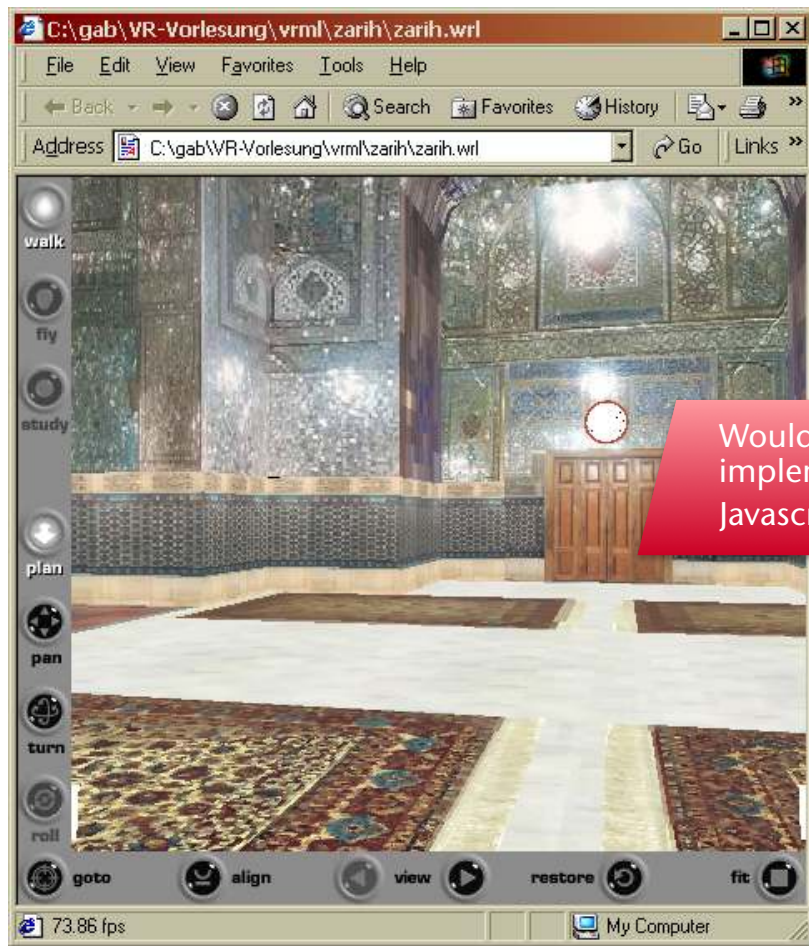 C:\gab\VR-Vorlesung\vrml\zarih\zarih.wrl
File Edit View Favorites Tools Help
Back Search Favorites History »
Address C:\gab\VR-Vorlesung\vrml\zarih\zarih.wrl Go Links »
walk
fly
study
plan
pan
turn
roll
Would
Javascr
goto align view restore fit
73.86 fps My Computer